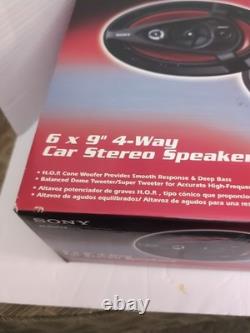 SONY
6 x 9" 4-Way
Car Stereo Speaker
• H.O.P. Cone Woofer Provides Smooth Response & Deep Bass
• Balanced Dome Tweeter/Super Tweeter for Accurate High-Freque
• Altavoz potenciador de graves H.O.P., tipo cónico que proporcio
• Altavoz de agudos equilibrados/ Altavoz de agudos para una res
SONY